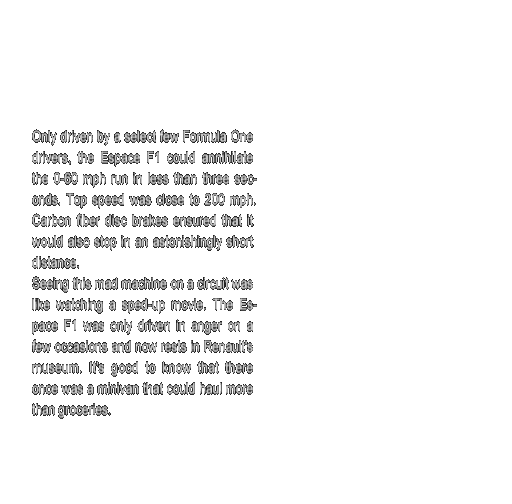 Only driven by a select few Formula One
drivers, the Espace F1 could annihilate
the 0-60 mph run in less than three sec-
onds. Top speed was close to 200 mph.
Carbon fiber disc brakes ensured that it
would also stop in an astonishingly short
distance.
Seeing this mad machine on a circuit was
like watching a sped-up movie. The Es-
pace F1 was only driven in anger on a
few occasions and now rests in Renault's
museum. It's good to know that there
once was a minivan that could haul more
than groceries.